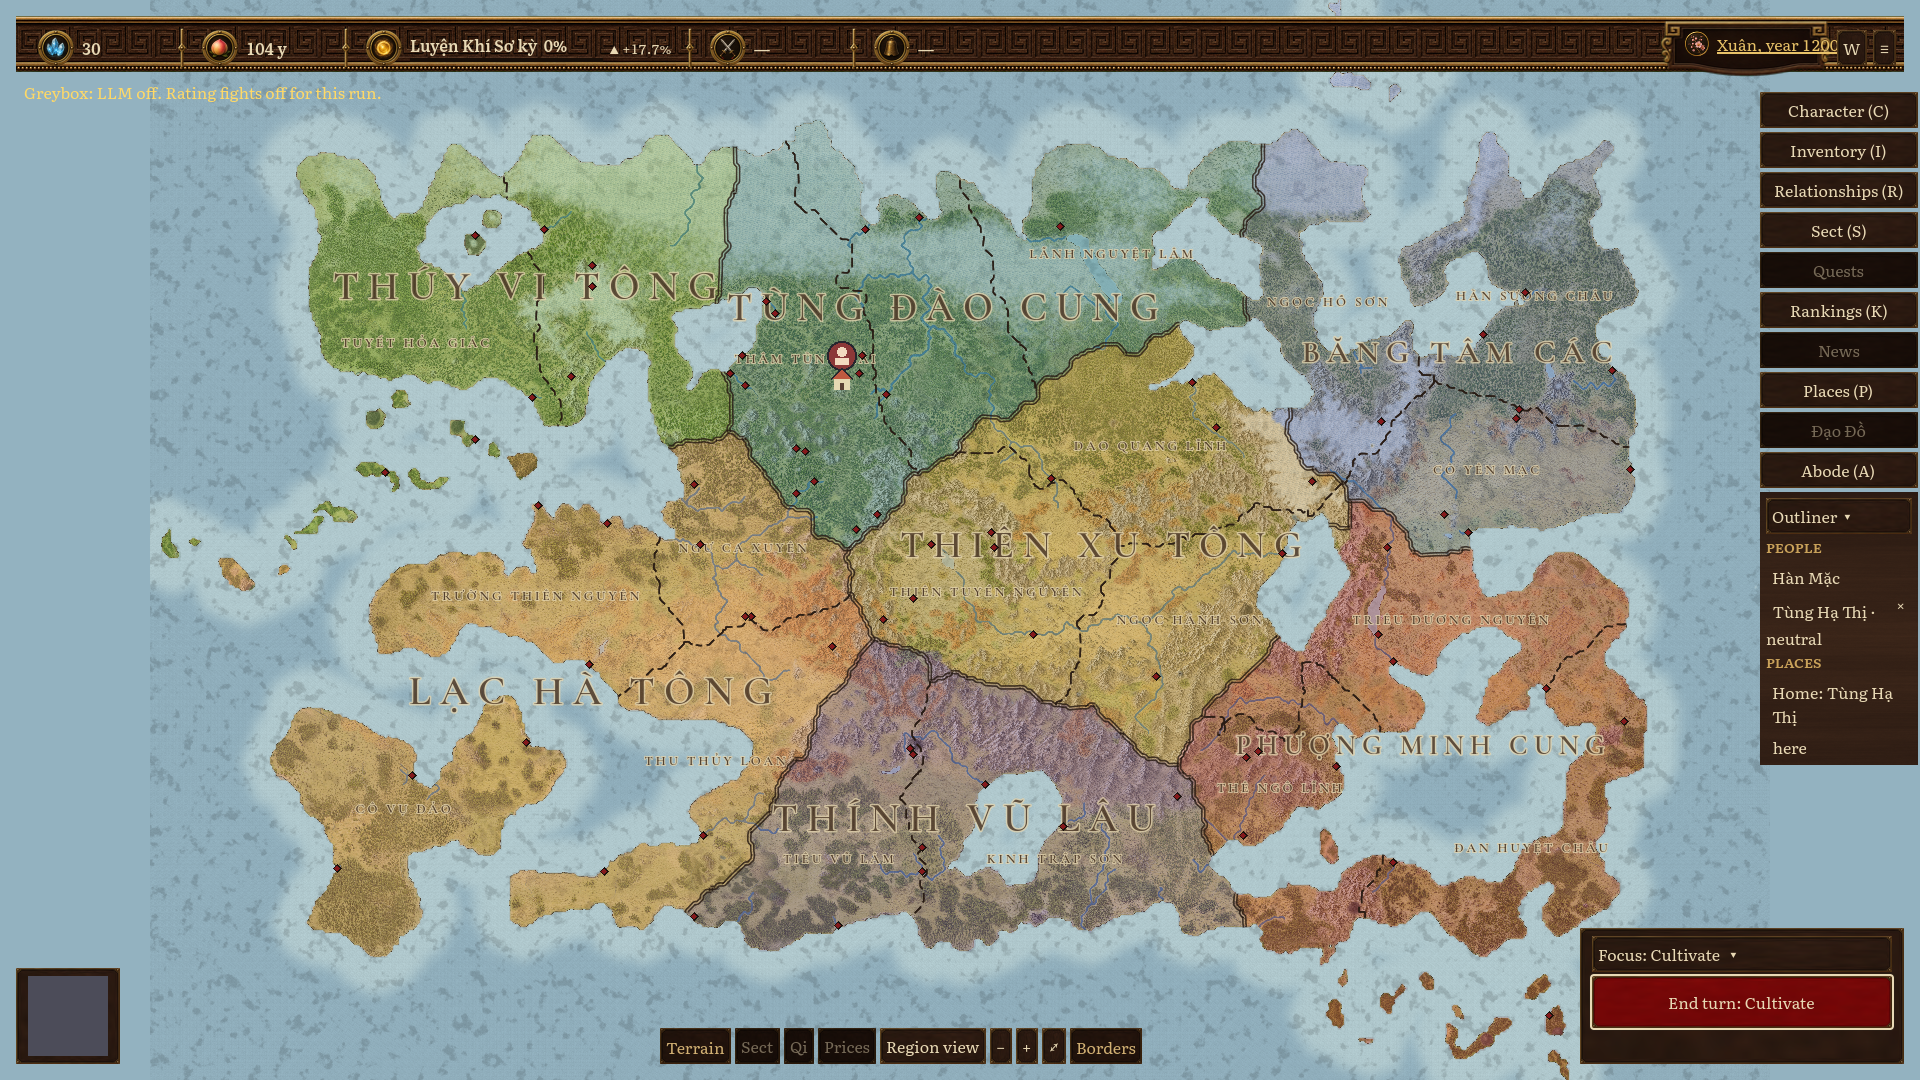 30
104 y
Luyện Khí Sơ kỳ 0%
▲ +17.7%
—
—
Xuân, year 1200
W
≡
Greybox: LLM off. Rating fights off for this run.
Character (C)
Inventory (I)
Relationships (R)
Sect (S)
Quests
Rankings (K)
News
Places (P)
Đạo Đồ
Abode (A)
Outliner ▾
PEOPLE
Hàn Mặc
Tùng Hạ Thị · ×
neutral
PLACES
Home: Tùng Hạ
Thị
here
LÃNH NGUYỆT LÂM
THÚY VI TÔNG
TÙNG ĐÀO CUNG
NGỌC HỒ SƠN
HÀN SƯƠNG CHÂU
TUYẾT HỎA GIÁC
BĂNG TÂM CÁC
DAO QUANG LĨNH
CÔ YÊN MẠC
THIÊN XU TÔNG
NGŨ CA XUYÊN
TRƯỜNG THIÊN NGUYÊN
THIÊN TUYỀN NGUYÊN
NGỌC HÀNH SƠN
TRIỀU DƯƠNG NGUYÊN
LẠC HÀ TÔNG
PHƯỢNG MINH CUNG
THU THỦY LOAN
THÊ NGÔ LĨNH
CÔ VỤ ĐẢO
THÍNH VŨ LÂU
TIÊU VŨ LÂM
KINH TRẬP SƠN
ĐAN HUYỆT CHÂU
Focus: Cultivate ▾
End turn: Cultivate
Terrain
Sect
Qi
Prices
Region view
−
+
⤢
Borders